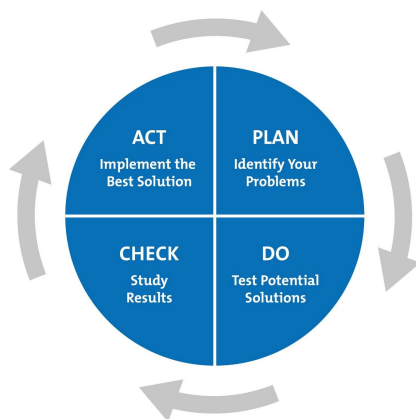 ACT
Implement the
Best Solution
PLAN
Identify Your
Problems
CHECK
Study
Results
DO
Test Potential
Solutions